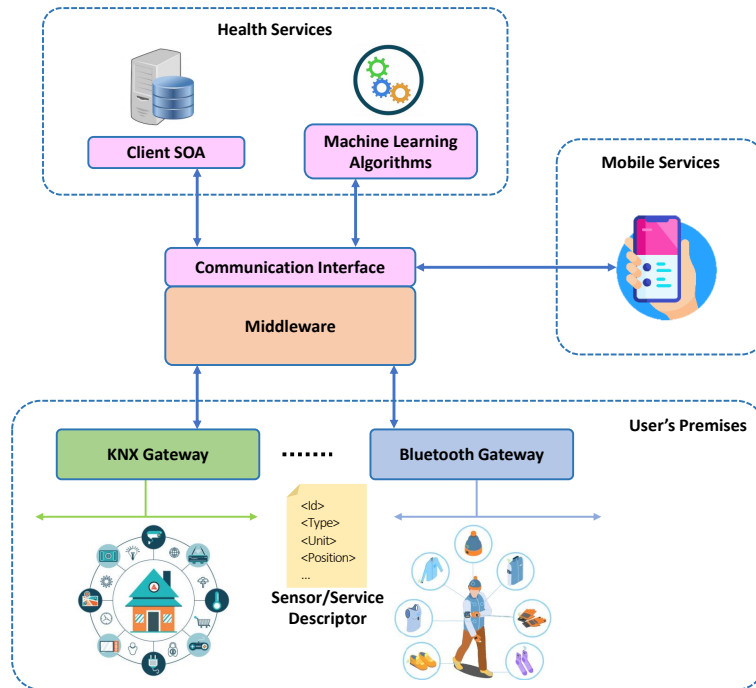 Health Services
Client SOA
Machine Learning
Algorithms
Mobile Services
Communication Interface
Middleware
User's Premises
KNX Gateway
Bluetooth Gateway
<Id>
<Type>
<Unit>
<Position>
...
Sensor/Service
Descriptor